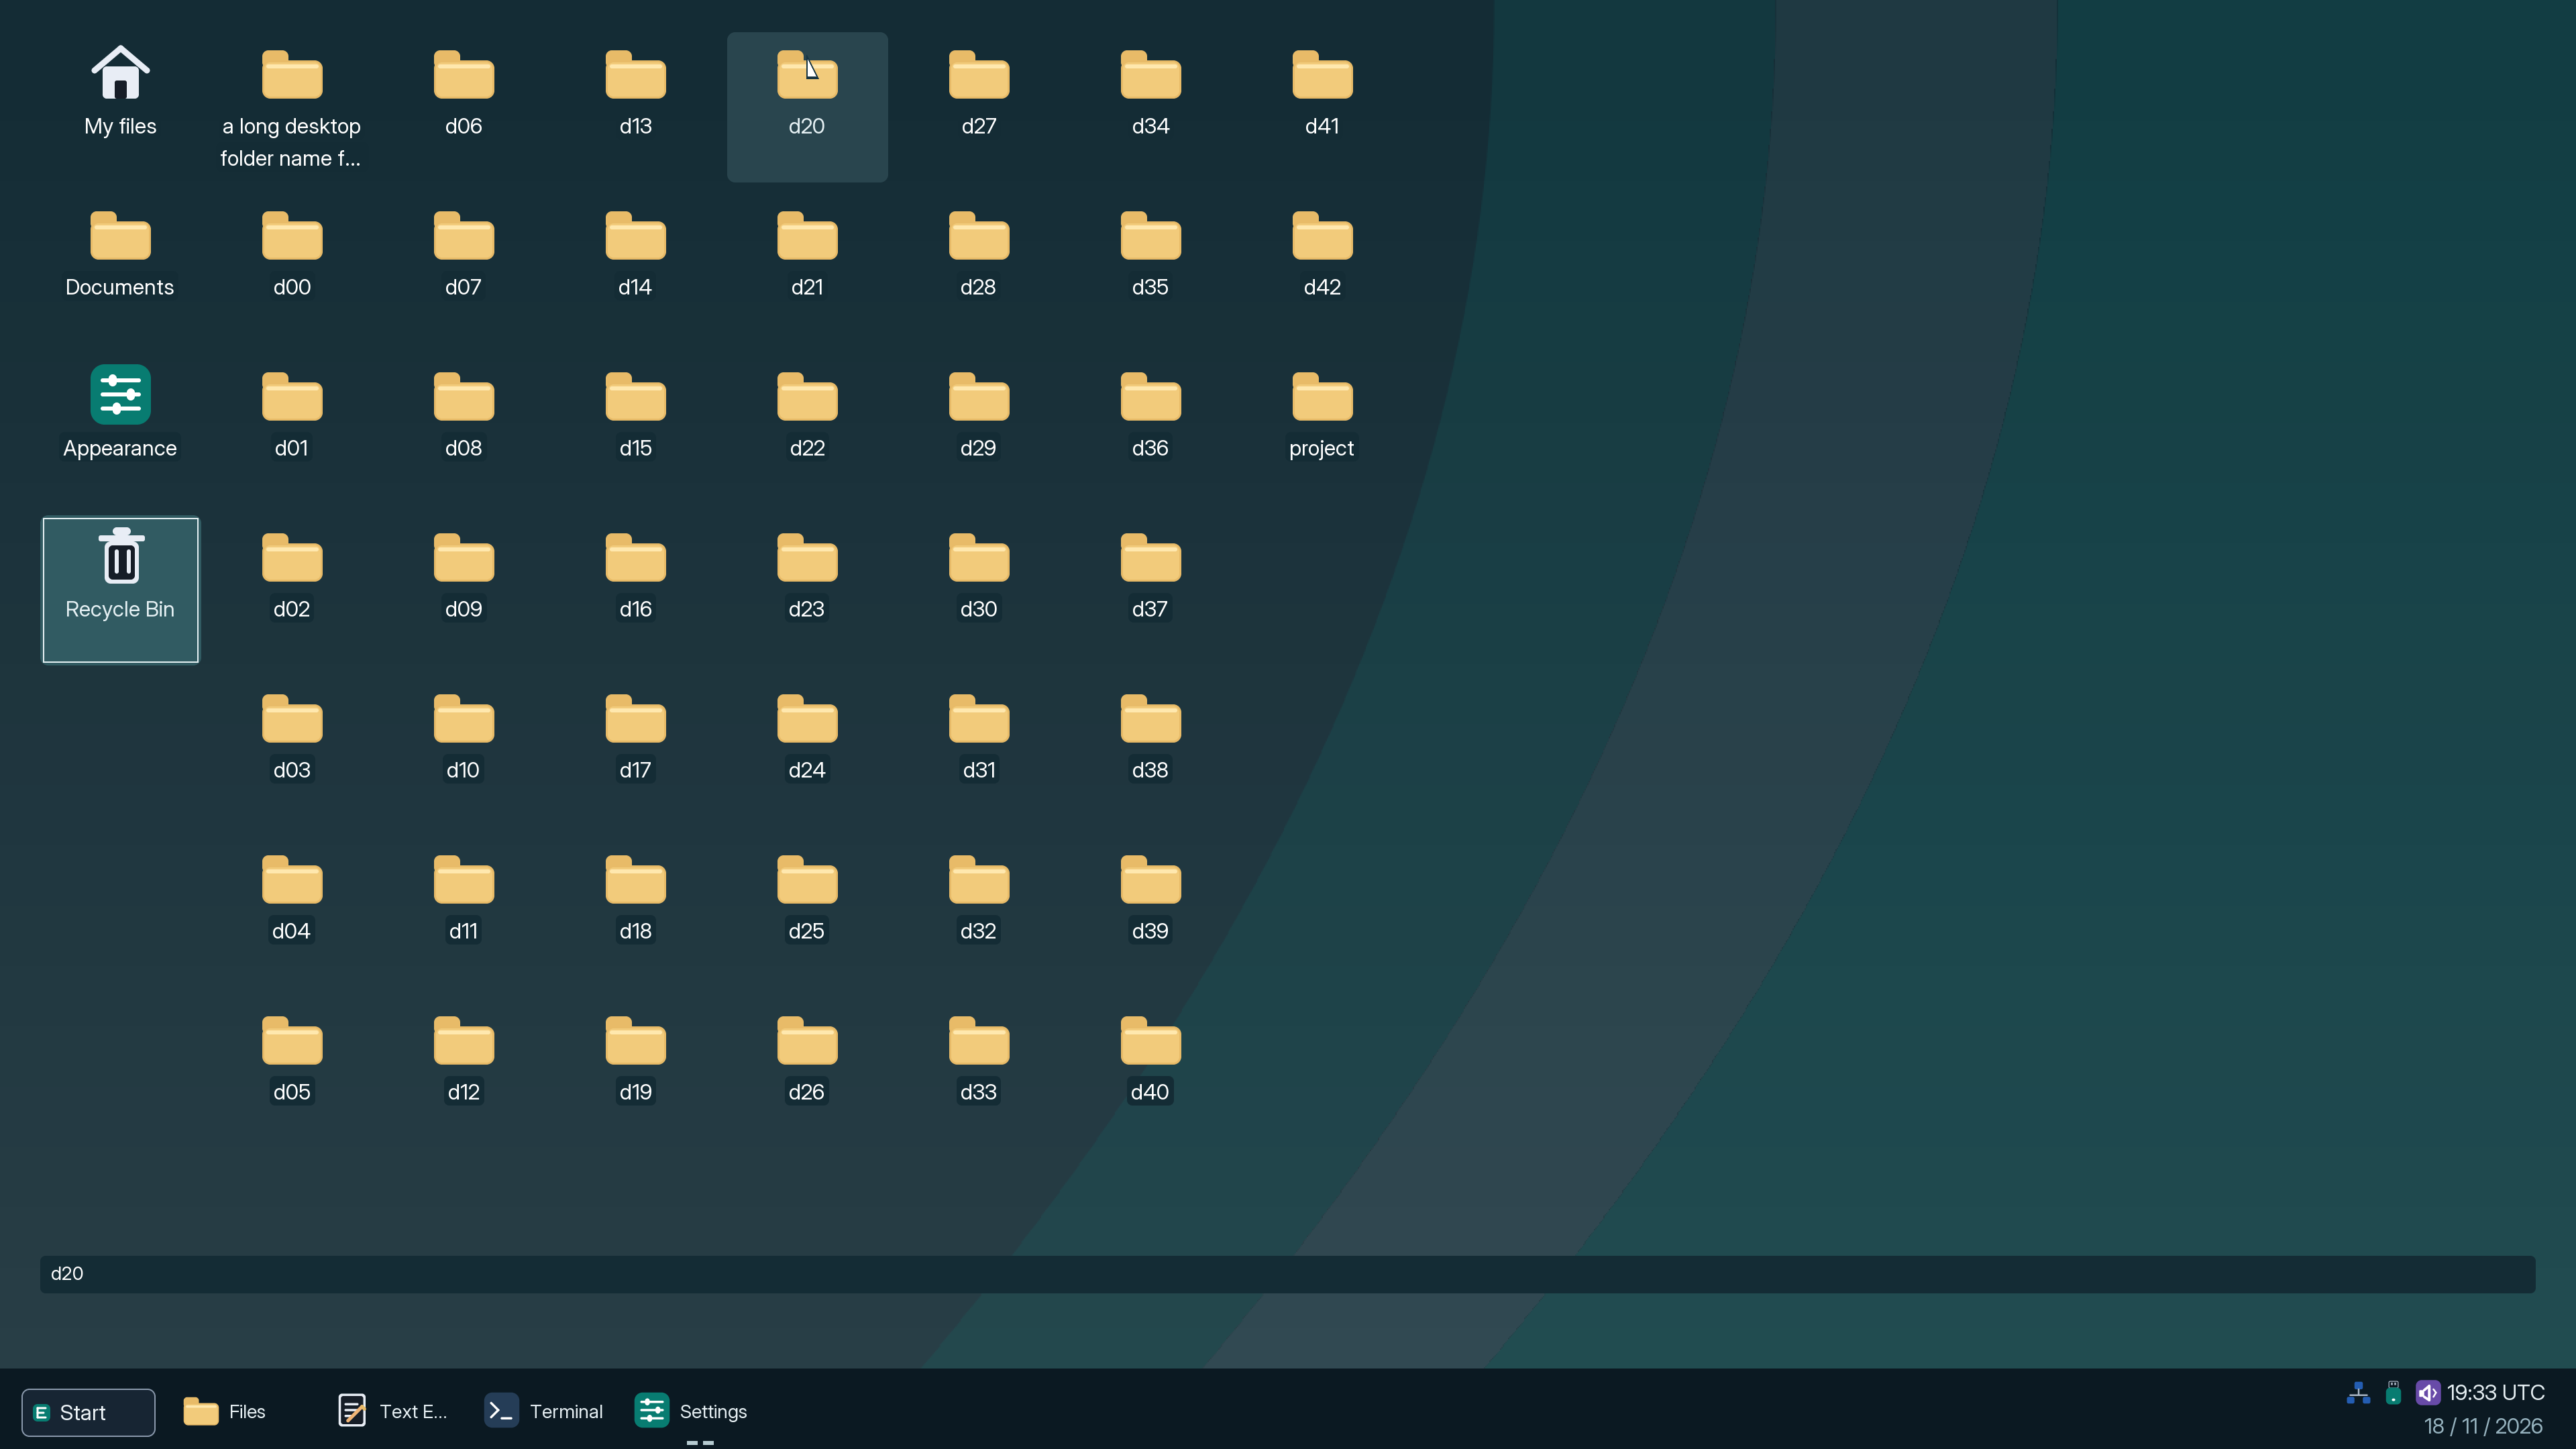 My files
a long desktop
folder name f...
d06
d13
d20
d27
d34
d41
Documents
d00
d07
d14
d21
d28
d35
d42
Appearance
d01
d08
d15
d22
d29
d36
project
Recycle Bin
d02
d09
d16
d23
d30
d37
d03
d10
d17
d24
d31
d38
d04
d11
d18
d25
d32
d39
d05
d12
d19
d26
d33
d40
d20
E Start
Files
Text E...
Terminal
Settings
19:33 UTC
18 / 11 / 2026